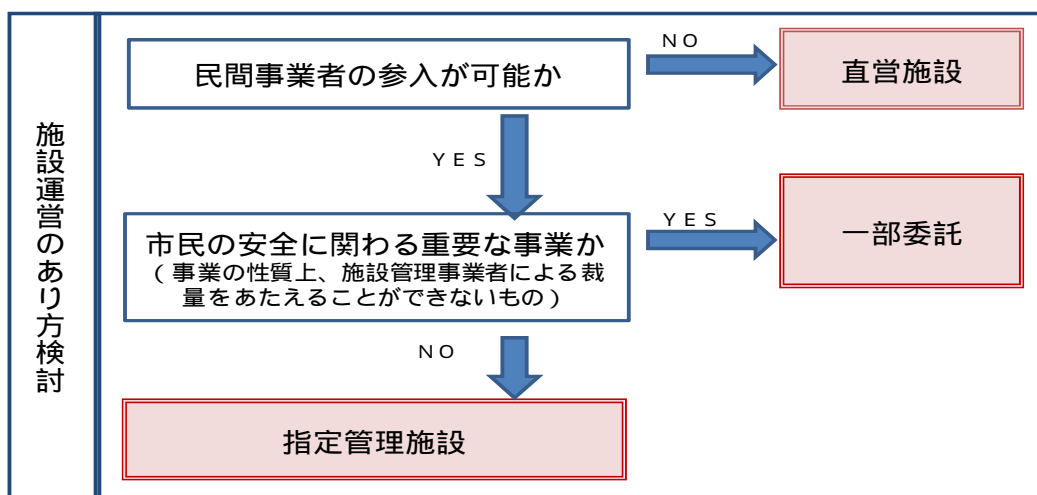 施設運営のあり方検討
民間事業者の参入が可能か
NO
直営施設
YES
市民の安全に関わる重要な事業か
(事業の性質上、施設管理事業者による裁
量をあたえることができないもの)
YES
一部委託
NO
指定管理施設